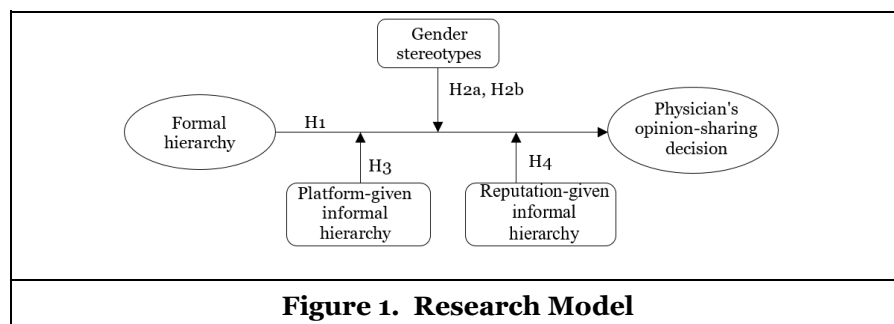 Gender
stereotypes
H2a, H2b
Formal
hierarchy
H1
Physician's
opinion-sharing
decision
H3
H4
Platform-given
informal
hierarchy
Reputation-given
informal
hierarchy
Figure 1. Research Model